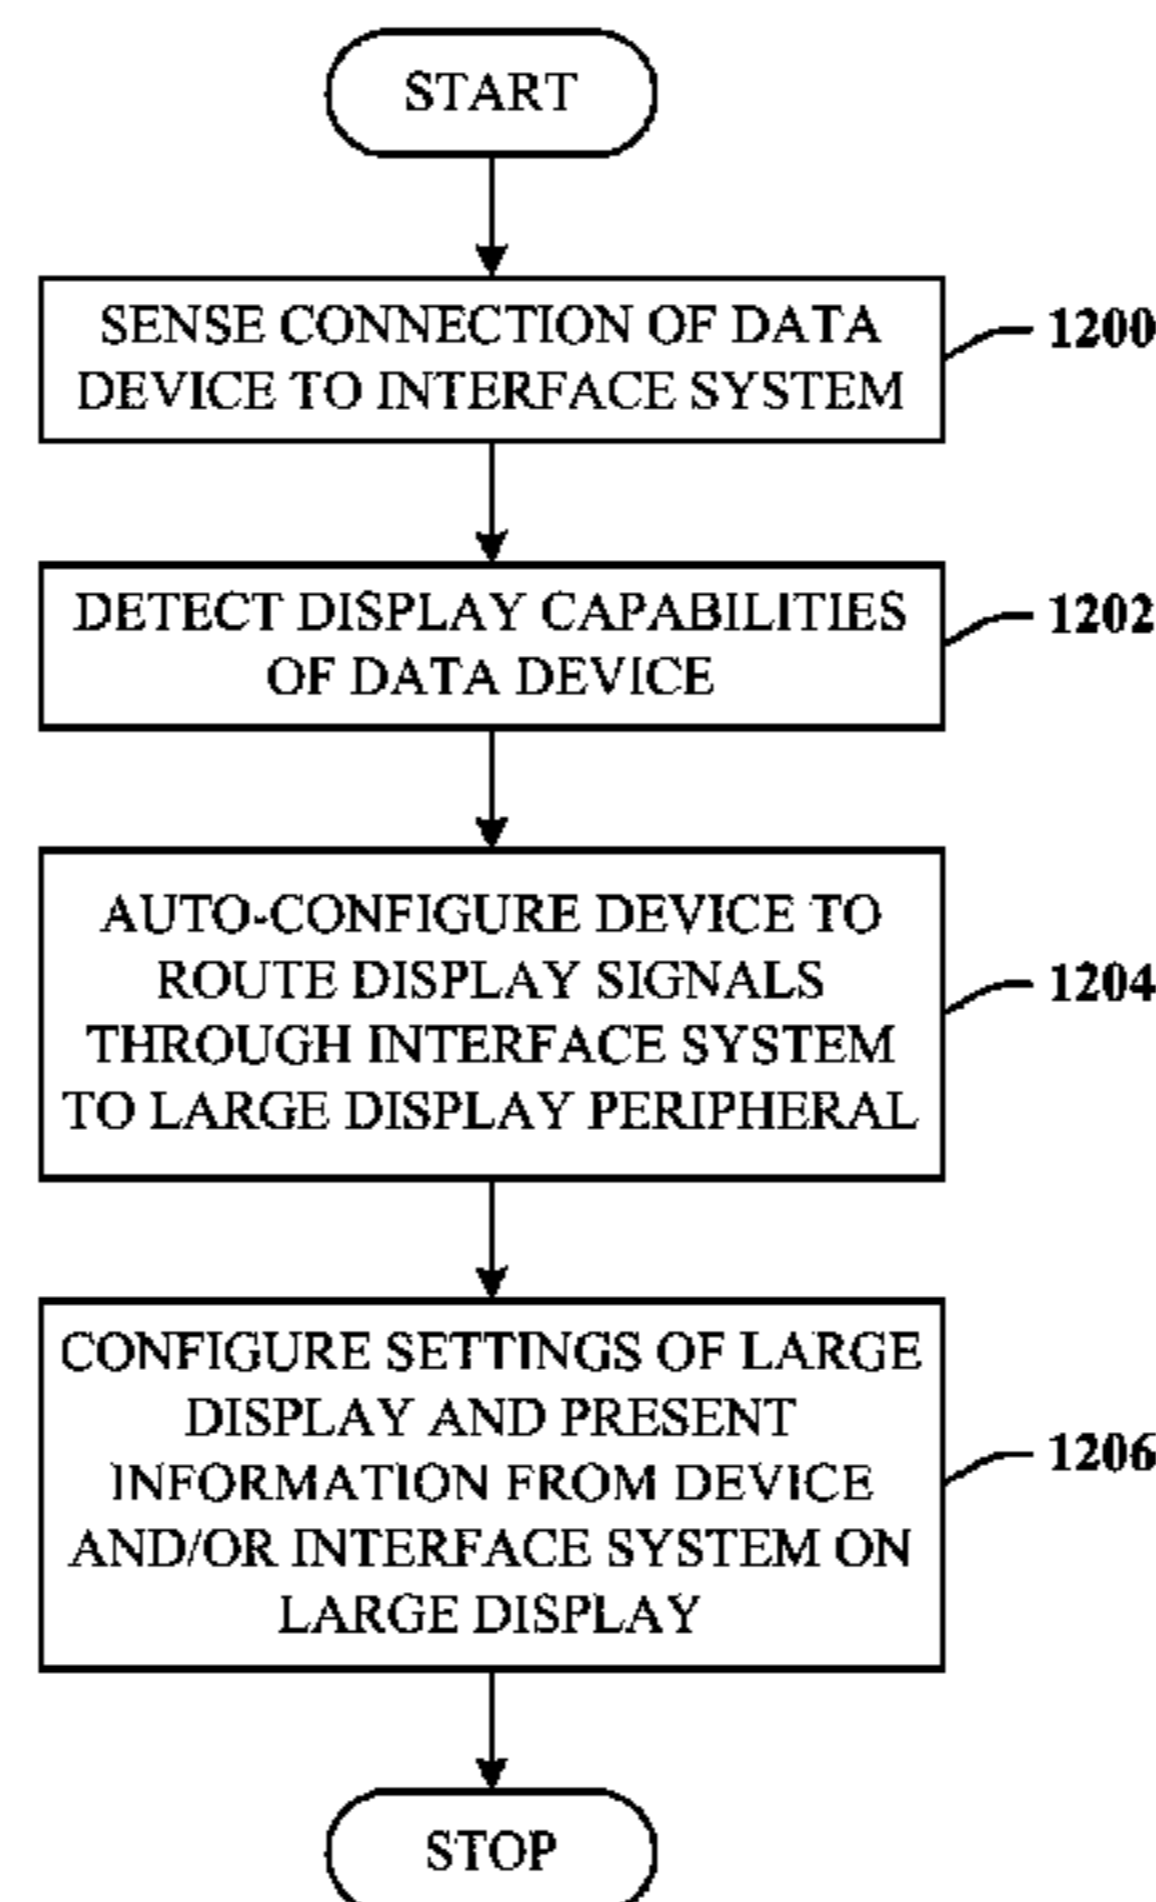 START
SENSE CONNECTION OF DATA
DEVICE TO INTERFACE SYSTEM
1200
DETECT DISPLAY CAPABILITIES
OF DATA DEVICE
1202
AUTO-CONFIGURE DEVICE TO
ROUTE DISPLAY SIGNALS
THROUGH INTERFACE SYSTEM
TO LARGE DISPLAY PERIPHERAL
1204
CONFIGURE SETTINGS OF LARGE
DISPLAY AND PRESENT
INFORMATION FROM DEVICE
AND/OR INTERFACE SYSTEM ON
LARGE DISPLAY
1206
STOP